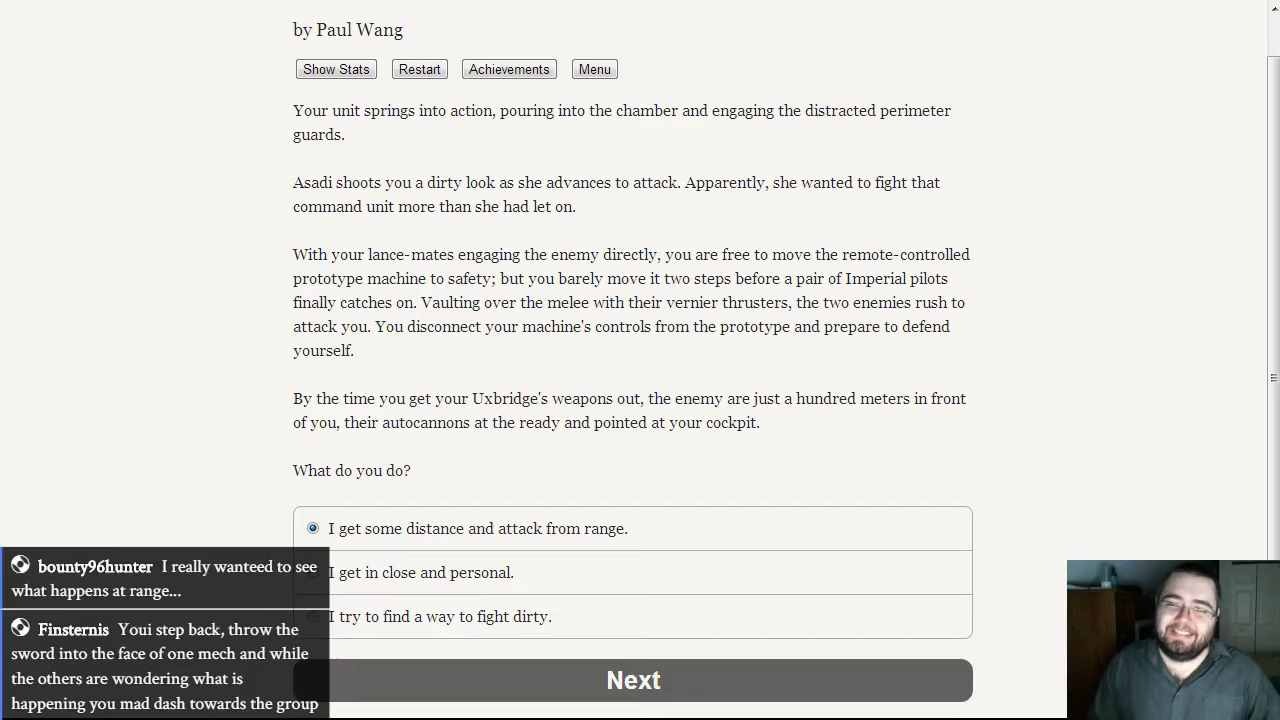 by Paul Wang
Show Stats Restart Achievements Menu
Your unit springs into action, pouring into the chamber and engaging the distracted perimeter
guards.
Asadi shoots you a dirty look as she advances to attack. Apparently, she wanted to fight that
command unit more than she had let on.
With your lance-mates engaging the enemy directly, you are free to move the remote-controlled
prototype machine to safety; but you barely move it two steps before a pair of Imperial pilots
finally catches on. Vaulting over the melee with their vernier thrusters, the two enemies rush to
attack you. You disconnect your machine's controls from the prototype and prepare to defend
yourself.
By the time you get your Uxbridge's weapons out, the enemy are just a hundred meters in front
of you, their autocannons at the ready and pointed at your cockpit.
What do you do?
I get some distance and attack from range.
I get in close and personal.
I try to find a way to fight dirty.
Next
bounty96hunter I really wanteed to see
what happens at range...
Finsternis Youi step back, throw the
sword into the face of one mech and while
the others are wondering what is
happening you mad dash towards the group